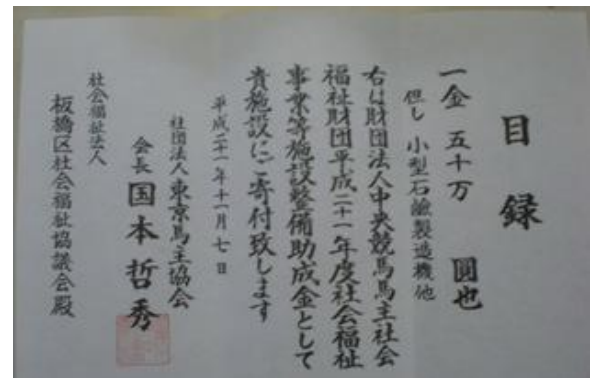 目録
一金 五十万 圓也
但し 小型石鹸製造機他
右は財団法人中央競馬馬主社会
福祉財団平成二十一年度社会福祉
事業等施設整備助成金として
貴施設にご寄付致します
平成二十一年十一月七日
社団法人東京馬主協会
会長 国本哲秀
社会福祉法人
板橋区社会福祉協議会殿